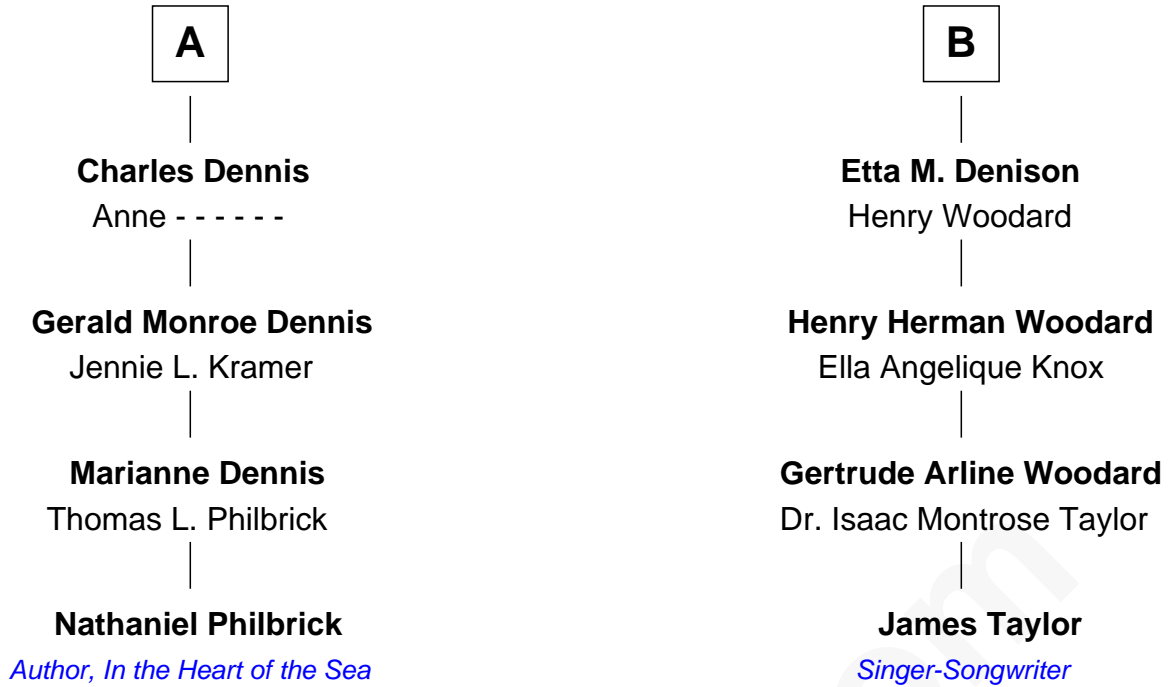 A
Charles Dennis
Anne - - - - - -
Gerald Monroe Dennis
Jennie L. Kramer
Marianne Dennis
Thomas L. Philbrick
Nathaniel Philbrick
Author, In the Heart of the Sea
B
Etta M. Denison
Henry Woodard
Henry Herman Woodard
Ella Angelique Knox
Gertrude Arline Woodard
Dr. Isaac Montrose Taylor
James Taylor
Singer-Songwriter